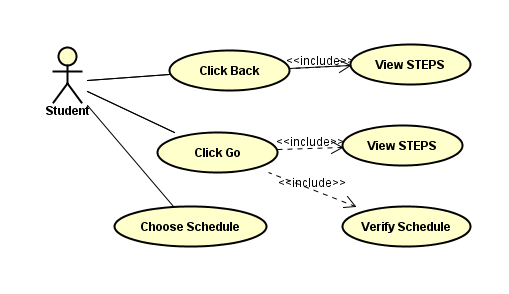 <<include>>
Click Back
View STEPS
Student
<<include>>
Click Go
View STEPS
<<include>>
Choose Schedule
Verify Schedule